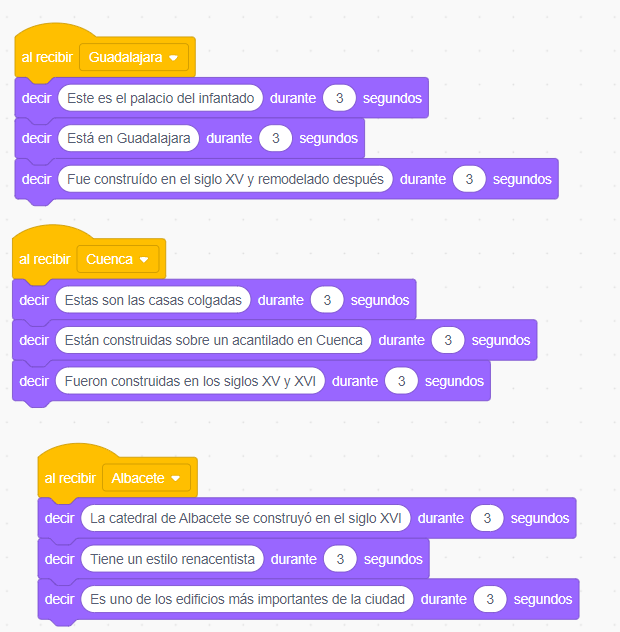 al recibir Guadalajara
decir Este es el palacio del infantado durante 3 segundos
decir Está en Guadalajara durante 3 segundos
decir Fue construído en el siglo XV y remodelado después durante 3 segundos
al recibir Cuenca
decir Estas son las casas colgadas durante 3 segundos
decir Están construidas sobre un acantilado en Cuenca durante 3 segundos
decir Fueron construidas en los siglos XV y XVI durante 3 segundos
al recibir Albacete
decir La catedral de Albacete se construyó en el siglo XVI durante 3 segundos
decir Tiene un estilo renacentista durante 3 segundos
decir Es uno de los edificios más importantes de la ciudad durante 3 segundos